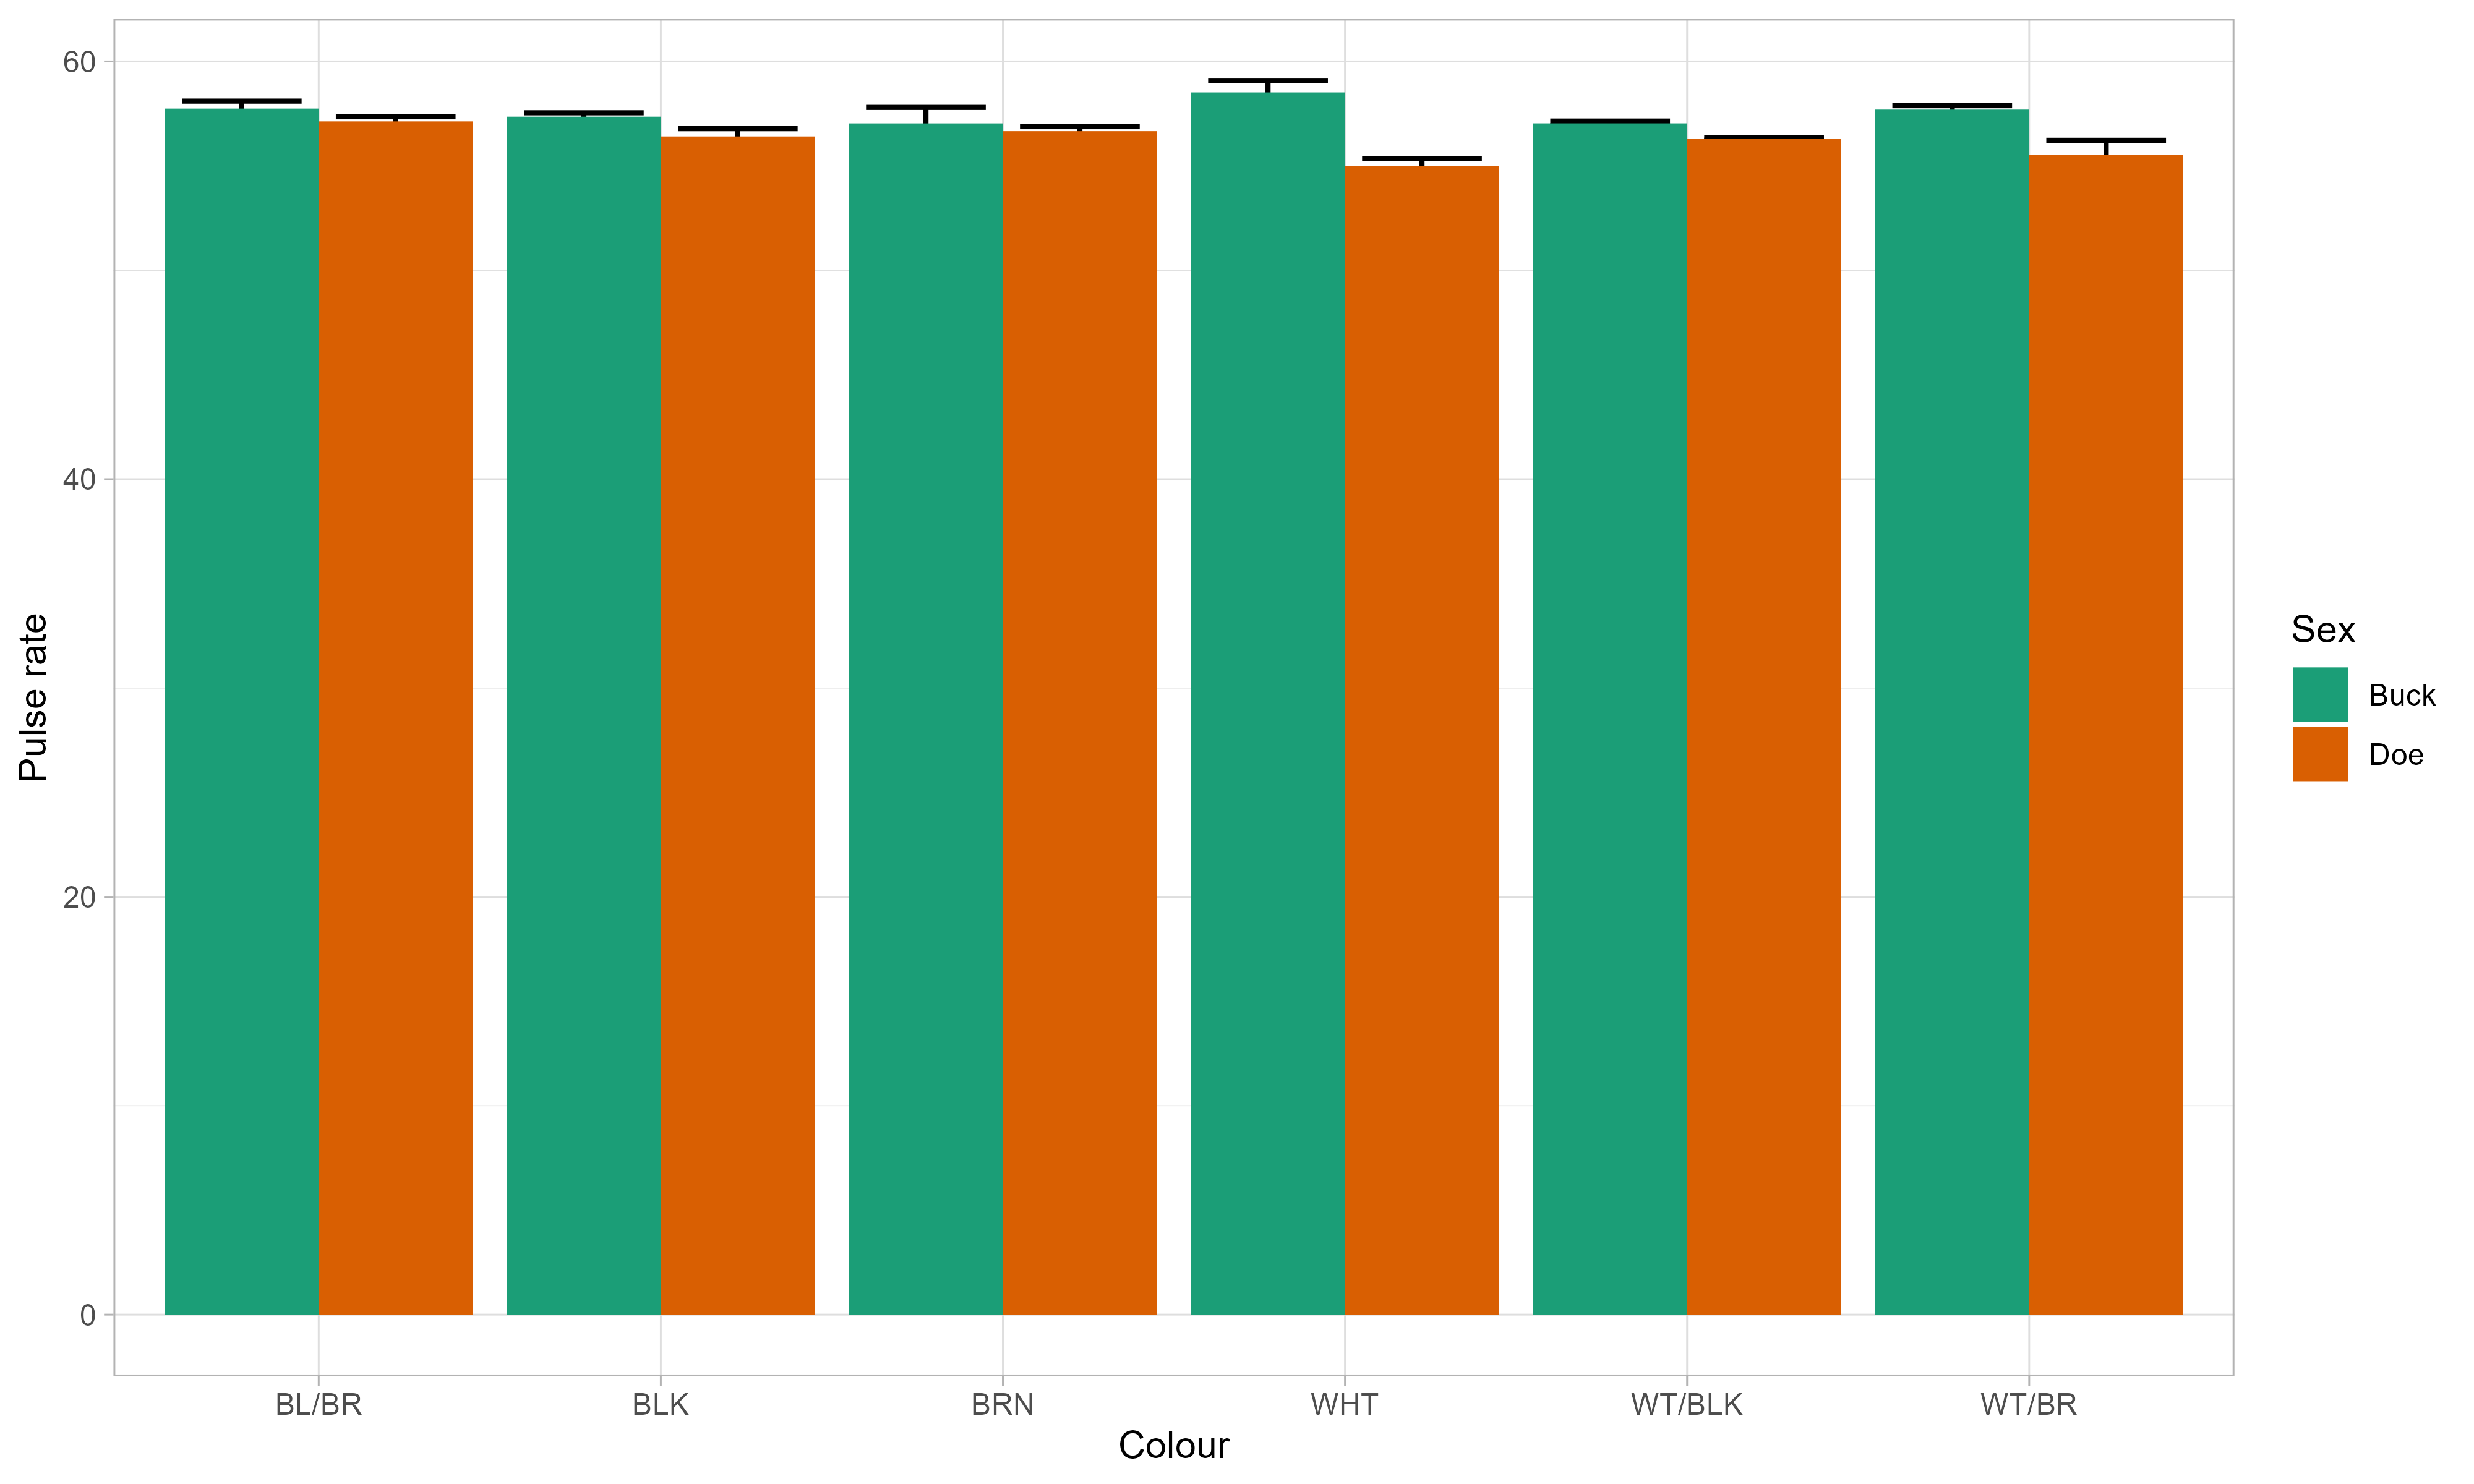 60
40
20
0
Pulse rate
BL/BR BLK BRN WHT WT/BLK WT/BR
Colour
Sex
Buck
Doe